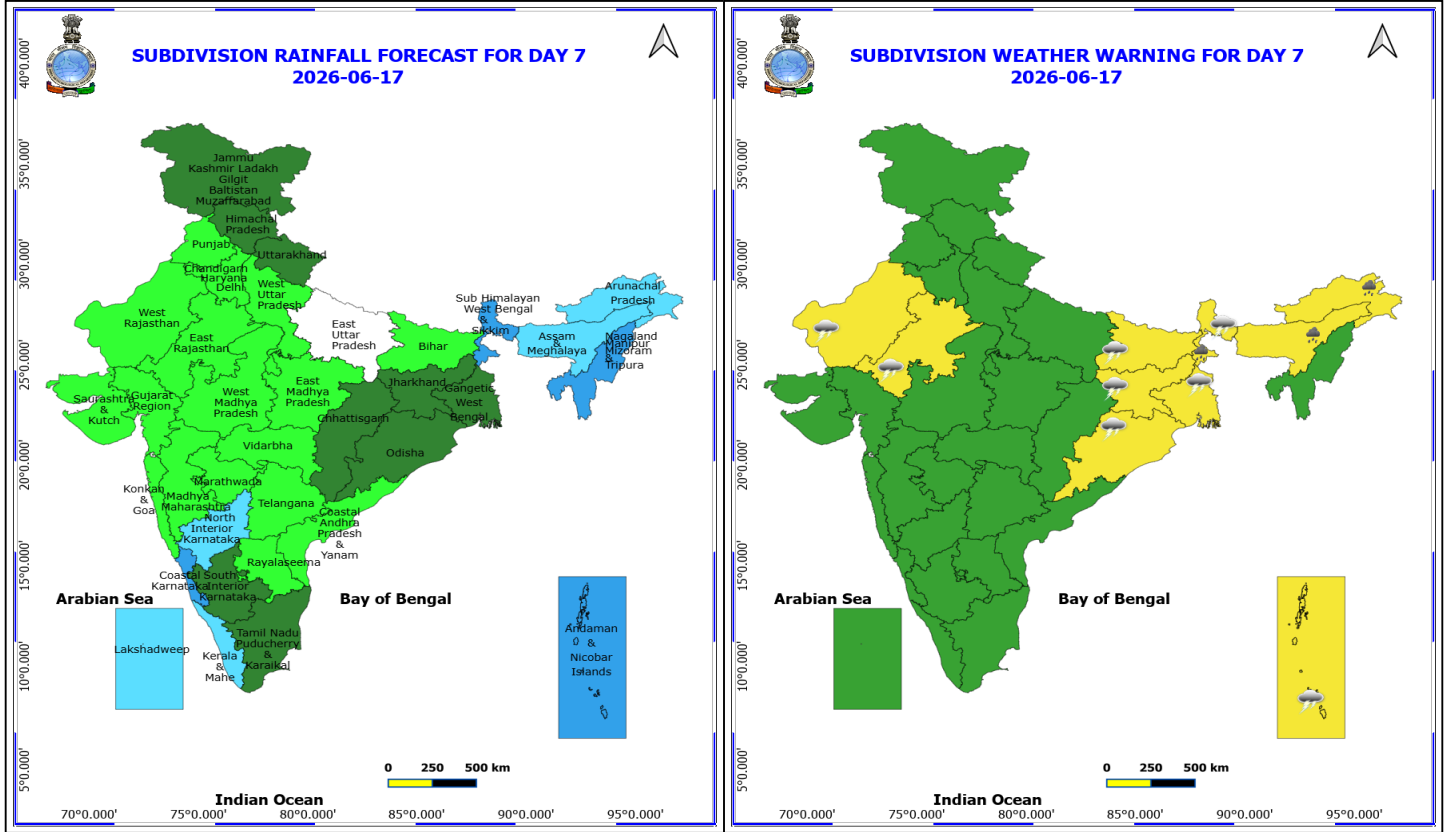 SUBDIVISION RAINFALL FORECAST FOR DAY 7
2026-06-17
40°0.000'
35°0.000'
30°0.000'
25°0.000'
20°0.000'
15°0.000'
10°0.000'
5°0.000'
Jammu
Kashmir Ladakh
Gilgit
Baltistan
Muzaffarabad
Himachal
Pradesh
Punjab
Uttarakhand
Chandigarh
Haryana
Delhi
West
Uttar
Pradesh
West
Rajasthan
East
Rajasthan
East
Uttar
Pradesh
Bihar
Sub Himalayan
West Bengal
&
Sikkim
Arunachal
Pradesh
Assam
&
Meghalaya
Nagaland
Manipur
Mizoram
&
Tripura
Saurashtra
&
Kutch
Gujarat
Region
West
Madhya
Pradesh
East
Madhya
Pradesh
Jharkhand
Gangetic
West
Bengal
Chhattisgarh
Odisha
Vidarbha
Marathwada
Konkan
&
Goa
Madhya
Maharashtra
Telangana
North
Interior
Karnataka
Coastal
Andhra
Pradesh
&
Yanam
Rayalaseema
Coastal
Karnataka
South
Interior
Karnataka
Tamil Nadu
Puducherry
&
Karaikal
Kerala
&
Mahe
Lakshadweep
Andaman
&
Nicobar
Islands
Arabian Sea
Bay of Bengal
0 250 500 km
Indian Ocean
70°0.000' 75°0.000' 80°0.000' 85°0.000' 90°0.000' 95°0.000'
SUBDIVISION WEATHER WARNING FOR DAY 7
2026-06-17
40°0.000'
35°0.000'
30°0.000'
25°0.000'
20°0.000'
15°0.000'
10°0.000'
5°0.000'
Arabian Sea
Bay of Bengal
0 250 500 km
Indian Ocean
70°0.000' 75°0.000' 80°0.000' 85°0.000' 90°0.000' 95°0.000'